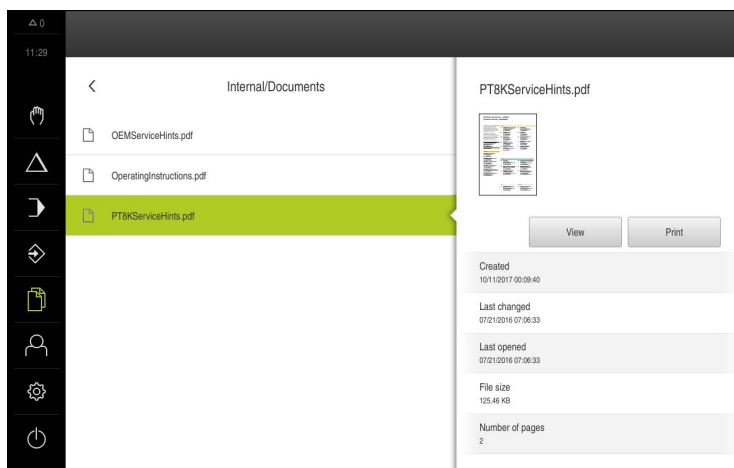 0
11:29
Internal/Documents
OEMServiceHints.pdf
OperatingInstructions.pdf
PT8KServiceHints.pdf
PT8KServiceHints.pdf
View
Print
Created
10/11/2017 00:09:40
Last changed
07/21/2016 07:06:33
Last opened
07/21/2016 07:06:33
File size
125.46 KB
Number of pages
2